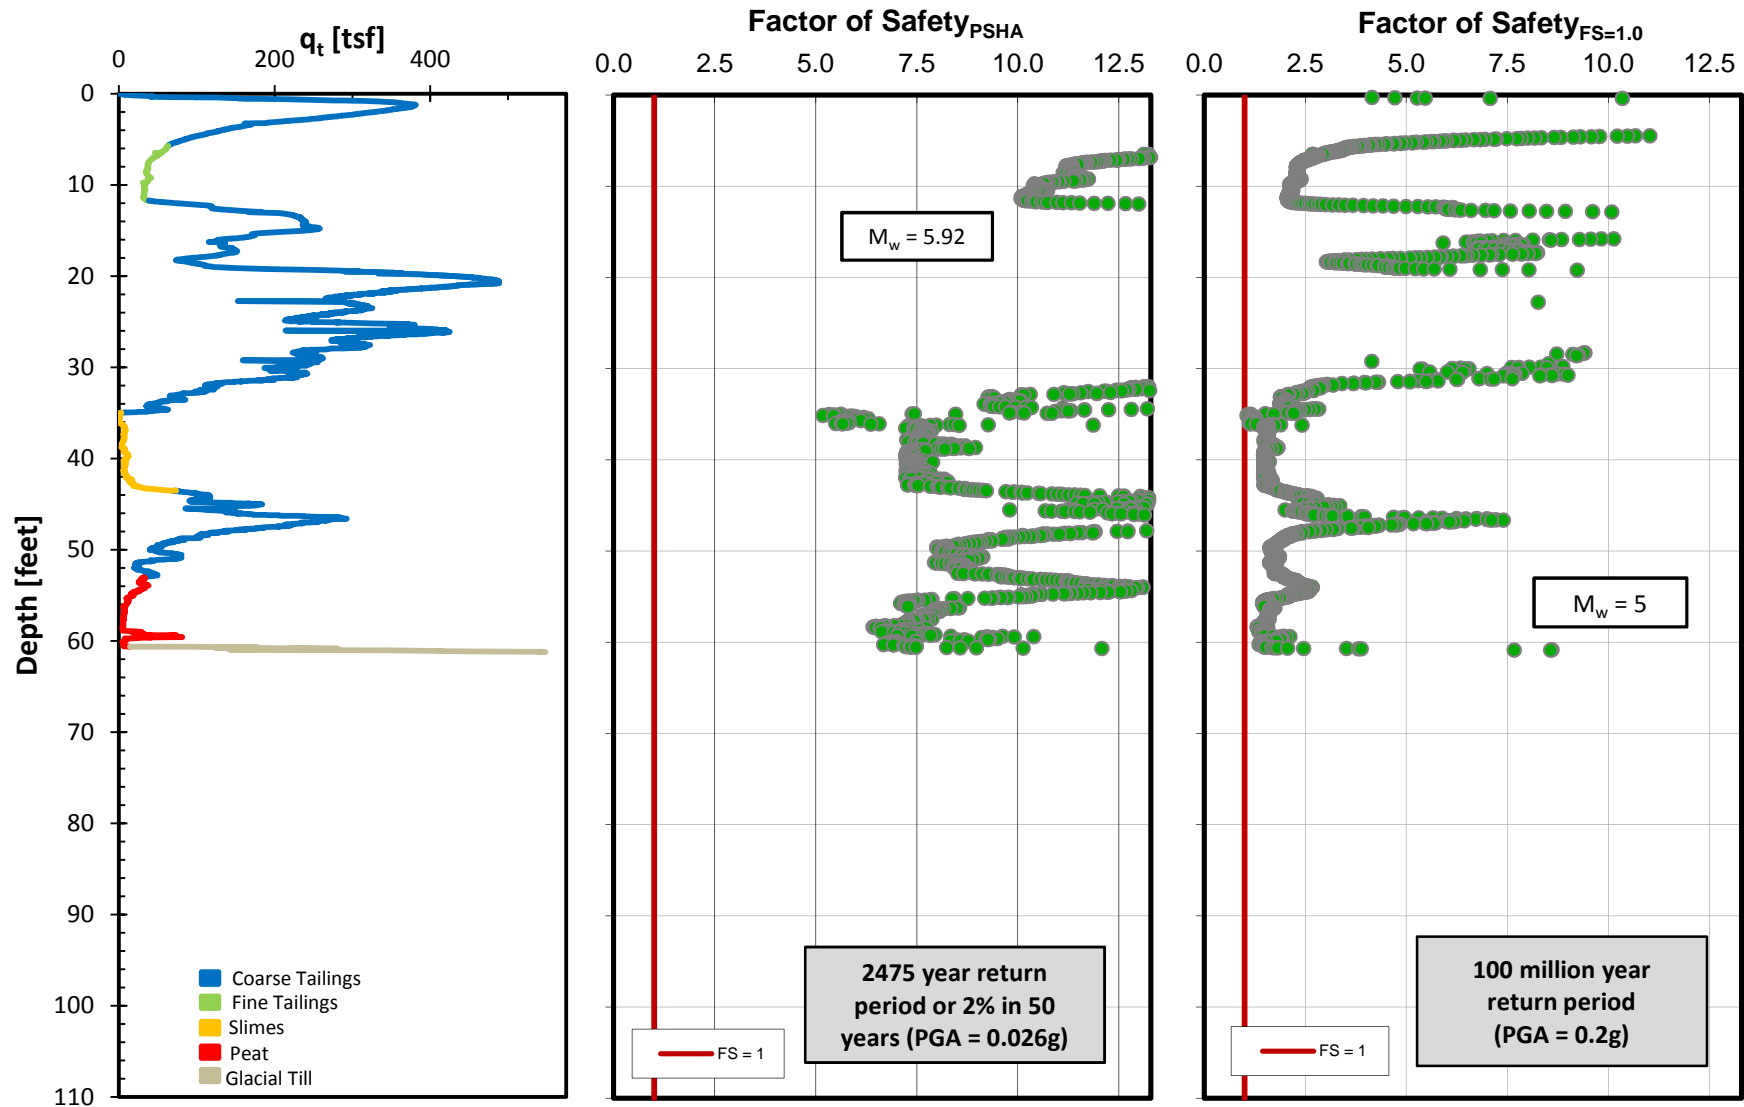 q_t [tsf]
0 200 400
Factor of Safety_PSHA
0.0 2.5 5.0 7.5 10.0 12.5
Factor of Safety_FS=1.0
0.0 2.5 5.0 7.5 10.0 12.5
Depth [feet]
0
10
20
30
40
50
60
70
80
90
100
110
Coarse Tailings
Fine Tailings
Slimes
Peat
Glacial Till
M_w = 5.92
2475 year return
period or 2% in 50
years (PGA = 0.026g)
FS = 1
M_w = 5
100 million year
return period
(PGA = 0.2g)
FS = 1